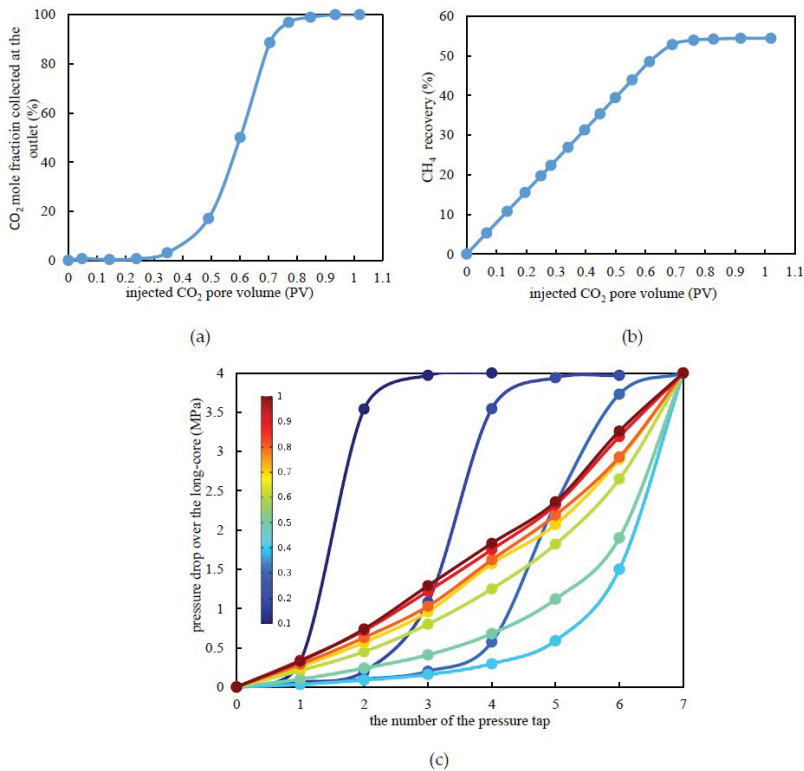 100
80
60
40
20
0
CO2 mole fractioin collected at the
outlet (%)
0 0.1 0.2 0.3 0.4 0.5 0.6 0.7 0.8 0.9 1 1.1
injected CO2 pore volume (PV)
(a)
60
50
40
30
20
10
0
CH4 recovery (%)
0 0.1 0.2 0.3 0.4 0.5 0.6 0.7 0.8 0.9 1 1.1
injected CO2 pore volume (PV)
(b)
4
3.5
3
2.5
2
1.5
1
0.5
0
pressure drop over the long-core (MPa)
1
0.9
0.8
0.7
0.6
0.5
0.4
0.3
0.2
0.1
0 1 2 3 4 5 6 7
the number of the pressure tap
(c)